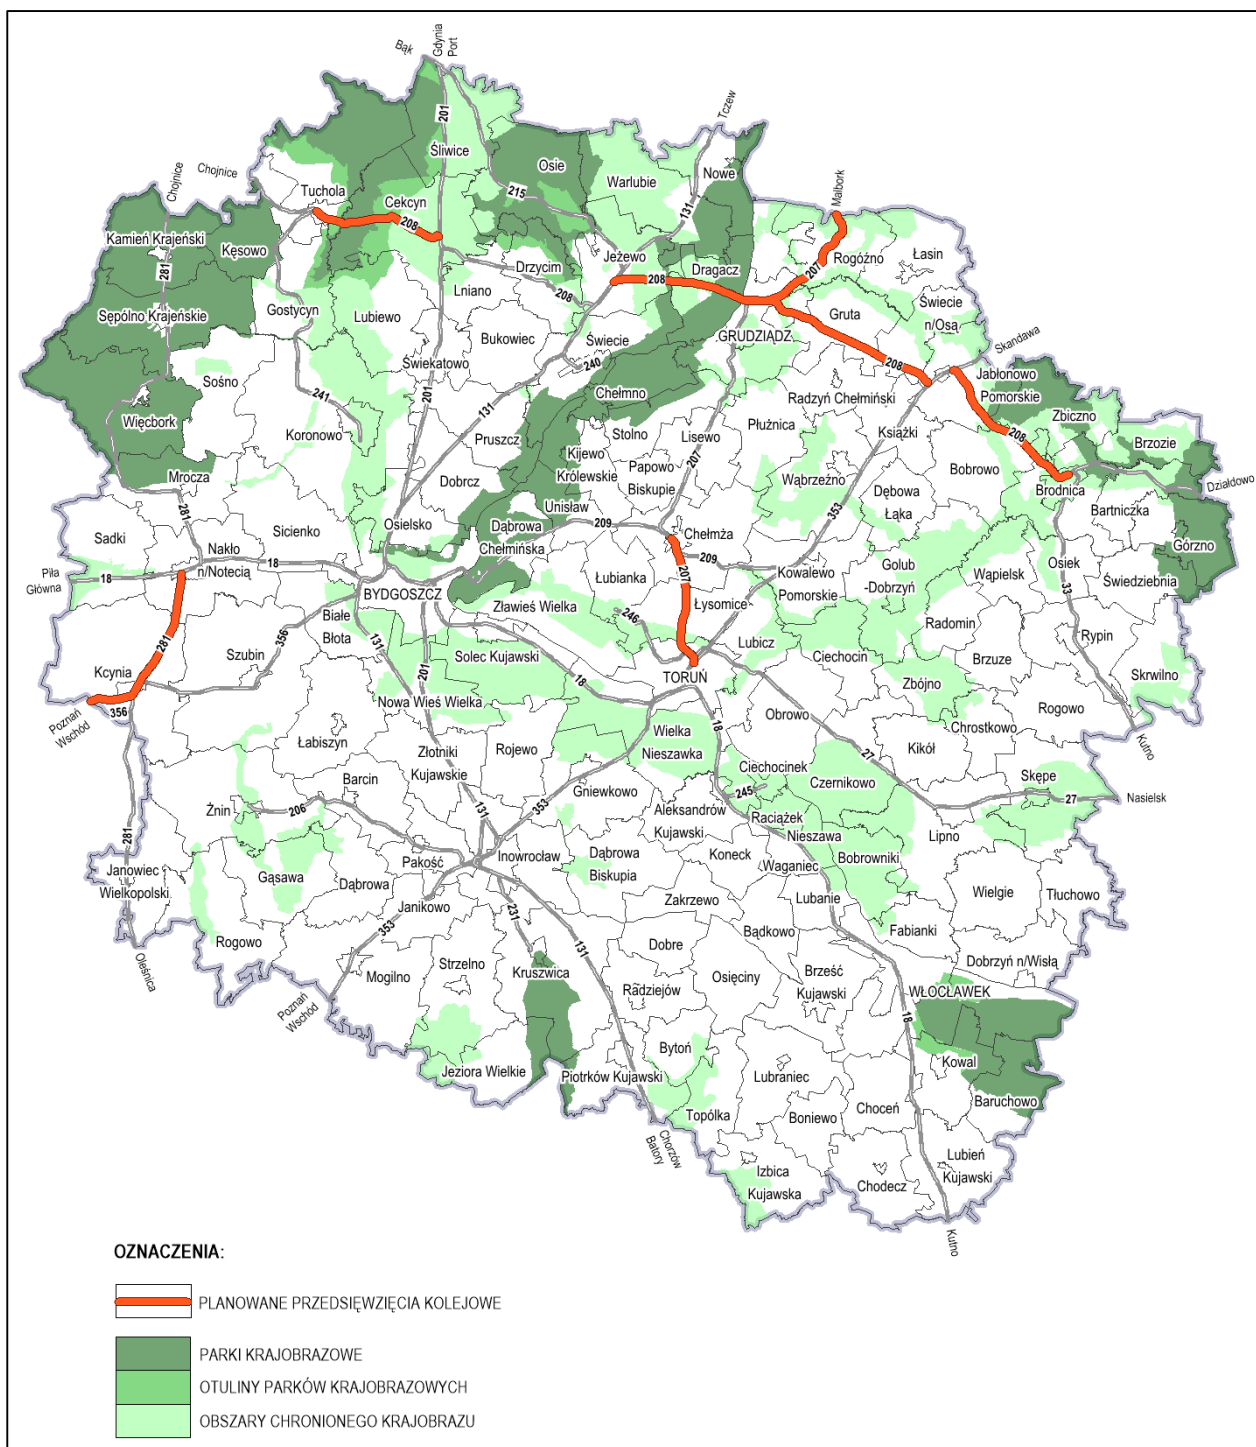 Bąk
Gdynia
Port
Tczew
Chojnice
Chojnice
Malbork
201
Śliwice
Osie
Warlubie
Nowe
Tuchola
Cekcyn
215
131
208
Kamień Krajeński
Kęsowo
281
Jeżewo
Drzycim
Dragacz
207
Rogóźno
Łasin
208
208
Lniano
Sępólno Krajeńskie
Gostycyn
Lubiewo
Bukowiec
Świecie
GRUDZIĄDZ
Gruta
Świecie
n/Osą
Skandawa
Świekatowo
240
208
Sośno
241
201
131
Chełmno
Radzyń Chełmiński
Jabłonowo
Pomorskie
Więcbork
Koronowo
Pruszcz
Stolno
Lisewo
Płużnica
Książki
208
Zbiczno
Brzozie
Kijewo
Królewskie
Papowo
Biskupie
207
Wąbrzeźno
Bobrowo
Mrocza
Dobrcz
Brodnica
Działdowo
281
Unisław
Dębowa
Łąka
Bartniczka
Sadki
Sicienko
Osielsko
Dąbrowa
Chełmińska
209
Chełmża
353
Górzno
Nakło
n/Notecią
18
209
Golub
-Dobrzyń
Osiek
Świedziebnia
Piła
Główna
18
Łubianka
Kowalewo
Pomorskie
Wąpielsk
33
BYDGOSZCZ
Zławieś Wielka
207
Łysomice
Białe
Błota
246
Radomin
Rypin
356
131
Solec Kujawski
Lubicz
Ciechocin
Szubin
281
Kcynia
201
18
TORUŃ
Zbójno
Brzuze
Skrwilno
Nowa Wieś Wielka
Obrowo
Rogowo
356
Poznań
Wschód
Łabiszyn
Złotniki
Kujawskie
Rojewo
Wielka
Nieszawka
18
Chrostkowo
Kikół
Kutno
27
Barcin
Ciechocinek
Czernikowo
Skępe
Żnin
206
131
353
Gniewkowo
Aleksandrów
Kujawski
245
27
Nasielsk
Raciążek
Nieszawa
Lipno
281
Janowiec
Wielkopolski
Gąsawa
Dąbrowa
Pakość
Inowrocław
Dąbrowa
Biskupia
Koneck
Waganiec
Bobrowniki
Janikowo
Zakrzewo
Lubanie
Wielgie
Tłuchowo
231
Rogowo
353
131
Bądkowo
Fabianki
Oleśnica
Mogilno
Strzelno
Kruszwica
Dobre
Osięciny
Brześć
Kujawski
Dobrzyń n/Wisłą
Poznań
Wschód
Radziejów
WŁOCŁAWEK
18
Bytoń
Jeziora Wielkie
Piotrków Kujawski
Lubraniec
Kowal
Baruchowo
Topólka
Boniewo
Choceń
Chorzów
Batory
Izbica
Kujawska
Chodecz
Lubień
Kujawski
Kutno
OZNACZENIA:
PLANOWANE PRZEDSIĘWZIĘCIA KOLEJOWE
PARKI KRAJOBRAZOWE
OTULINY PARKÓW KRAJOBRAZOWYCH
OBSZARY CHRONIONEGO KRAJOBRAZU